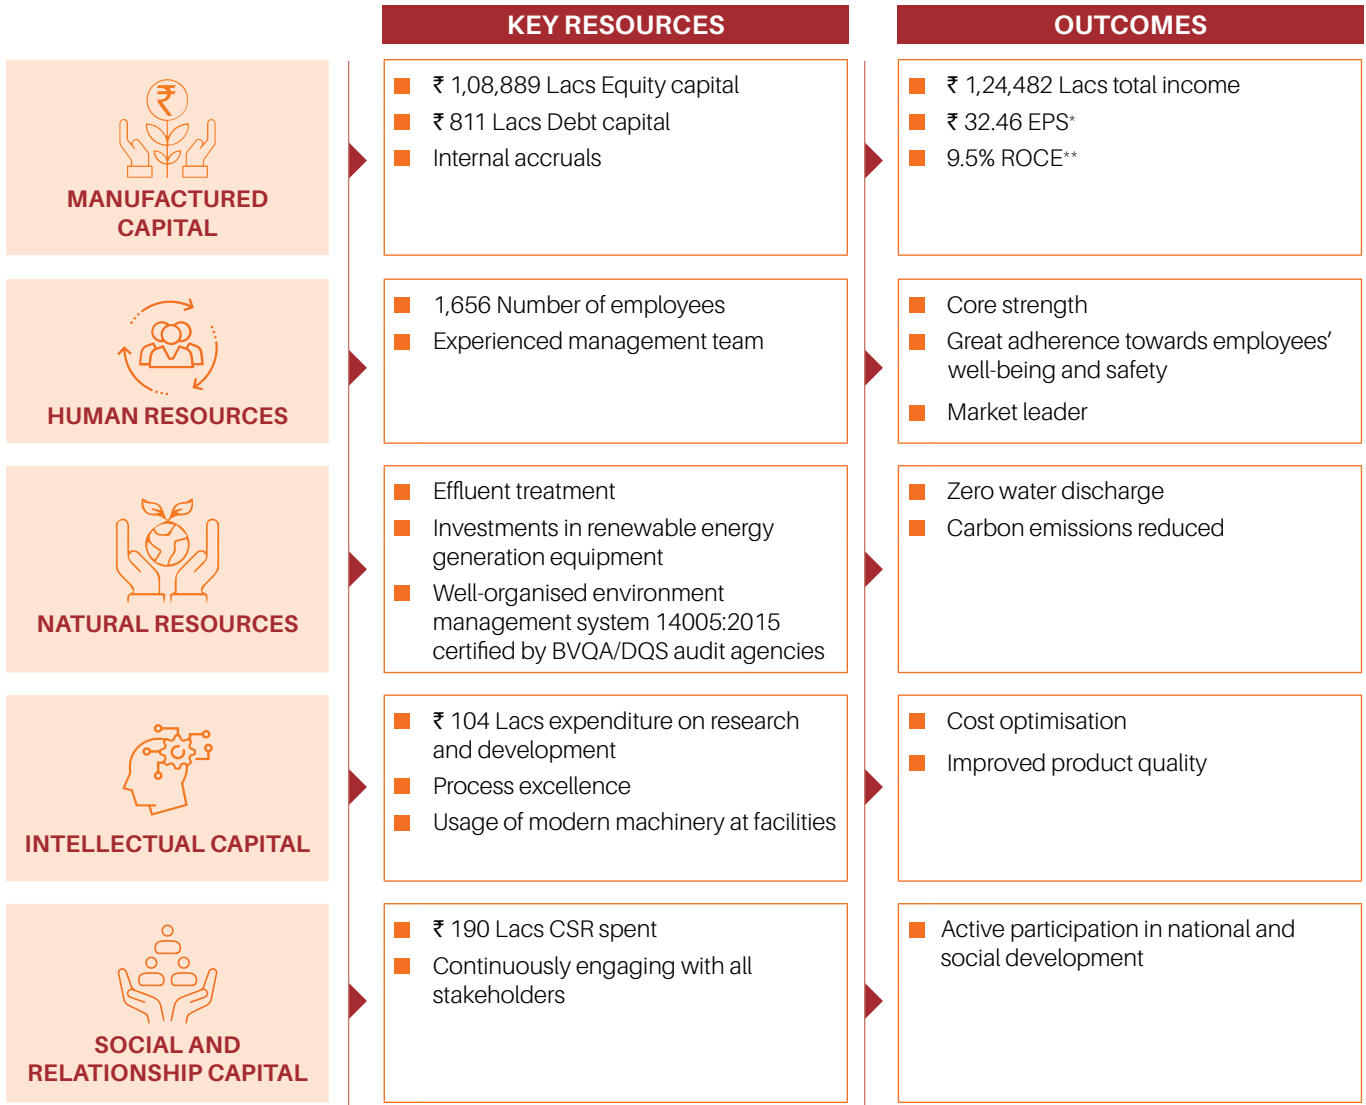 KEY RESOURCES
OUTCOMES
₹
MANUFACTURED
CAPITAL
₹ 1,08,889 Lacs Equity capital
₹ 811 Lacs Debt capital
Internal accruals
₹ 1,24,482 Lacs total income
₹ 32.46 EPS*
9.5% ROCE**
HUMAN RESOURCES
1,656 Number of employees
Experienced management team
Core strength
Great adherence towards employees’
well-being and safety
Market leader
NATURAL RESOURCES
Effluent treatment
Investments in renewable energy
generation equipment
Well-organised environment
management system 14005:2015
certified by BVQA/DQS audit agencies
Zero water discharge
Carbon emissions reduced
INTELLECTUAL CAPITAL
₹ 104 Lacs expenditure on research
and development
Process excellence
Usage of modern machinery at facilities
Cost optimisation
Improved product quality
SOCIAL AND
RELATIONSHIP CAPITAL
₹ 190 Lacs CSR spent
Continuously engaging with all
stakeholders
Active participation in national and
social development